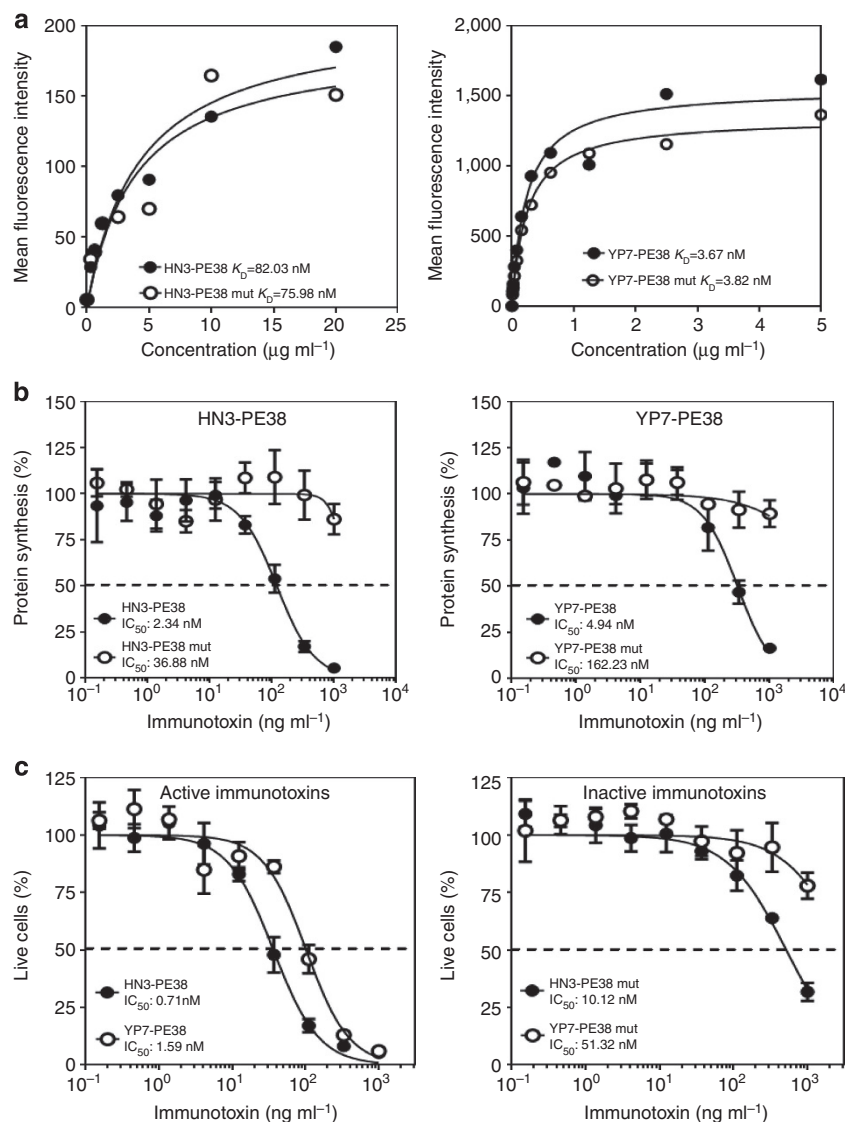 a
200
150
100
50
0
Mean fluorescence intensity
HN3-PE38 K_D=82.03 nM
HN3-PE38 mut K_D=75.98 nM
0 5 10 15 20 25
Concentration (μg ml⁻¹)
2,000
1,500
1,000
500
0
Mean fluorescence intensity
YP7-PE38 K_D=3.67 nM
YP7-PE38 mut K_D=3.82 nM
0 1 2 3 4 5
Concentration (μg ml⁻¹)
b
150
125
100
75
50
25
0
Protein synthesis (%)
HN3-PE38
HN3-PE38
IC₅₀: 2.34 nM
HN3-PE38 mut
IC₅₀: 36.88 nM
10⁻¹ 10⁰ 10¹ 10² 10³ 10⁴
Immunotoxin (ng ml⁻¹)
150
125
100
75
50
25
0
Protein synthesis (%)
YP7-PE38
YP7-PE38
IC₅₀: 4.94 nM
YP7-PE38 mut
IC₅₀: 162.23 nM
10⁻¹ 10⁰ 10¹ 10² 10³ 10⁴
Immunotoxin (ng ml⁻¹)
c
125
100
75
50
25
0
Live cells (%)
Active immunotoxins
HN3-PE38
IC₅₀: 0.71nM
YP7-PE38
IC₅₀: 1.59 nM
10⁻¹ 10⁰ 10¹ 10² 10³
Immunotoxin (ng ml⁻¹)
125
100
75
50
25
0
Live cells (%)
Inactive immunotoxins
HN3-PE38 mut
IC₅₀: 10.12 nM
YP7-PE38 mut
IC₅₀: 51.32 nM
10⁻¹ 10⁰ 10¹ 10² 10³
Immunotoxin (ng ml⁻¹)